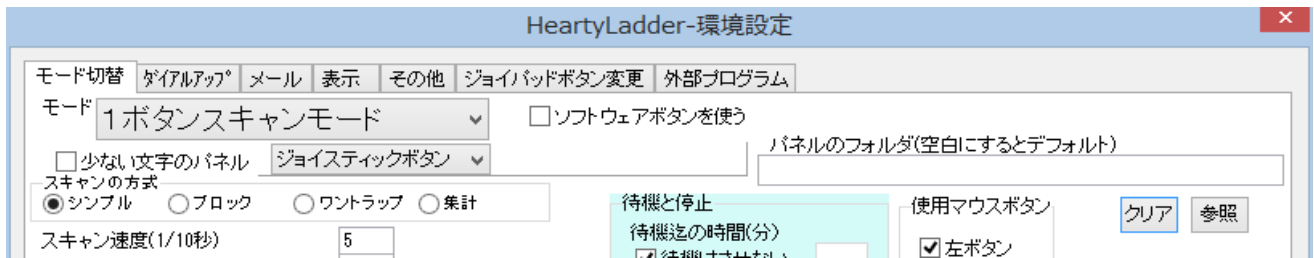 HeartyLadder-環境設定
モード切替 ダイアルアップ メール 表示 その他 ジョイパッドボタン変更 外部プログラム
モード 1ボタンスキャンモード ソフトウェアボタンを使う
パネルのフォルダ(空白にするとデフォルト)
少ない文字のパネル ジョイスティックボタン
スキャンの方式
シンプル ブロック ワントラップ 集計
待機と停止 使用マウスボタン クリア 参照
スキャン速度(1/10秒) 5 待機迄の時間(分) 左ボタン
待機はさせない